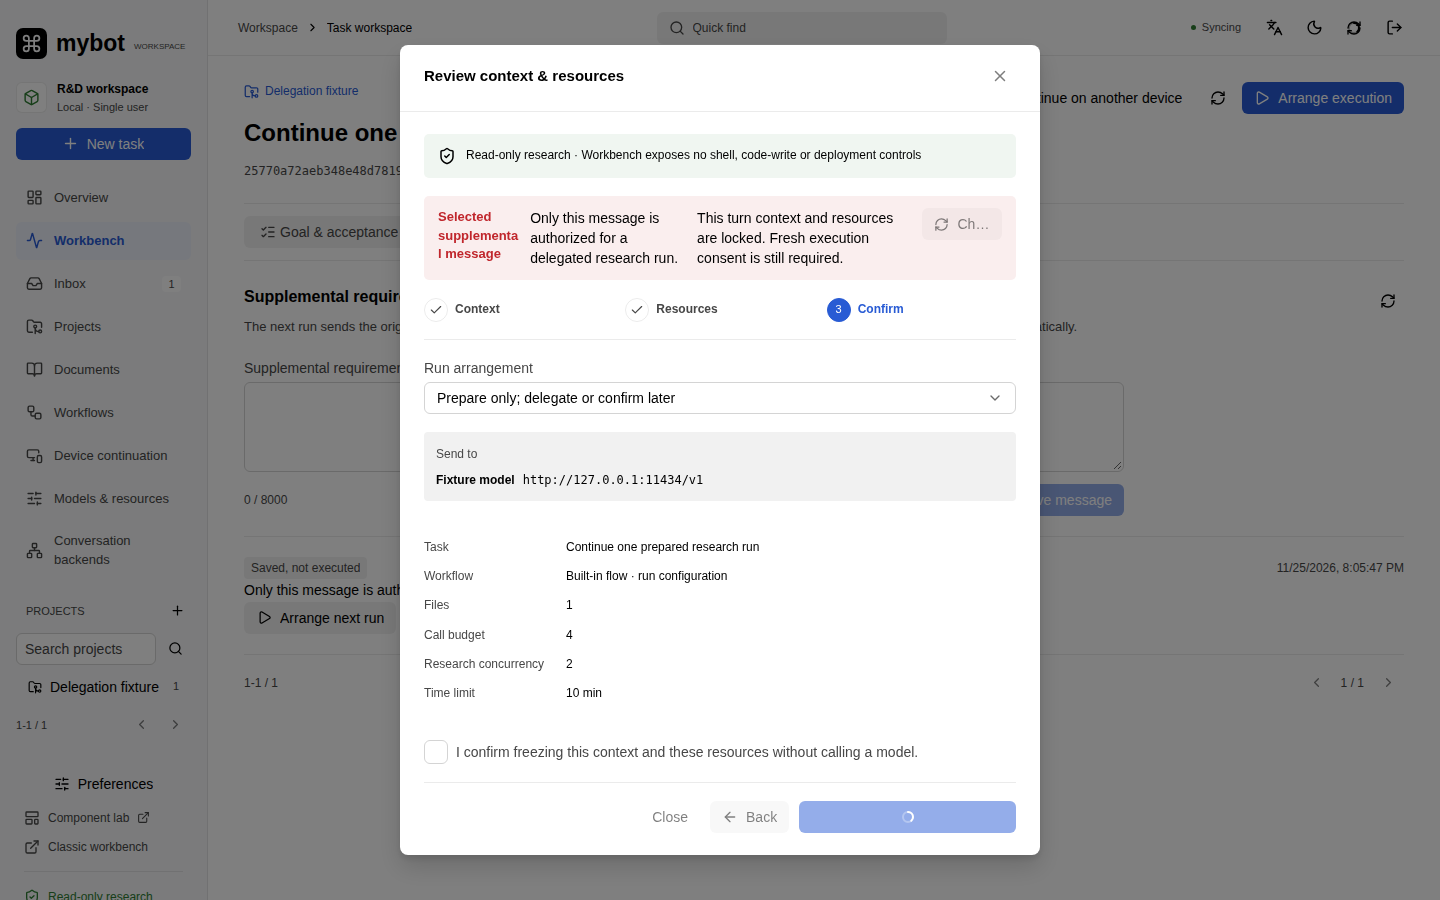 mybot WORKSPACE
R&D workspace
Local · Single user
New task
Overview
Workbench
Inbox 1
Projects
Documents
Workflows
Device continuation
Models & resources
Conversation
backends
PROJECTS
Search projects
Delegation fixture 1
1-1 / 1
Preferences
Component lab
Classic workbench
Read-only research
Workspace > Task workspace
Quick find
Syncing
Delegation fixture
tinue on another device
Arrange execution
Continue one
25770a72aeb348e48d7819
Goal & acceptance
Supplemental requir
The next run sends the orig
tically.
Supplemental requiremen
0 / 8000
ve message
Saved, not executed
11/25/2026, 8:05:47 PM
Only this message is auth
Arrange next run
1-1 / 1
1 / 1
Review context & resources
Read-only research · Workbench exposes no shell, code-write or deployment controls
Selected
supplementa
l message
Only this message is
authorized for a
delegated research run.
This turn context and resources
are locked. Fresh execution
consent is still required.
Ch…
Context
Resources
3 Confirm
Run arrangement
Prepare only; delegate or confirm later
Send to
Fixture model http://127.0.0.1:11434/v1
Task Continue one prepared research run
Workflow Built-in flow · run configuration
Files 1
Call budget 4
Research concurrency 2
Time limit 10 min
I confirm freezing this context and these resources without calling a model.
Close
Back